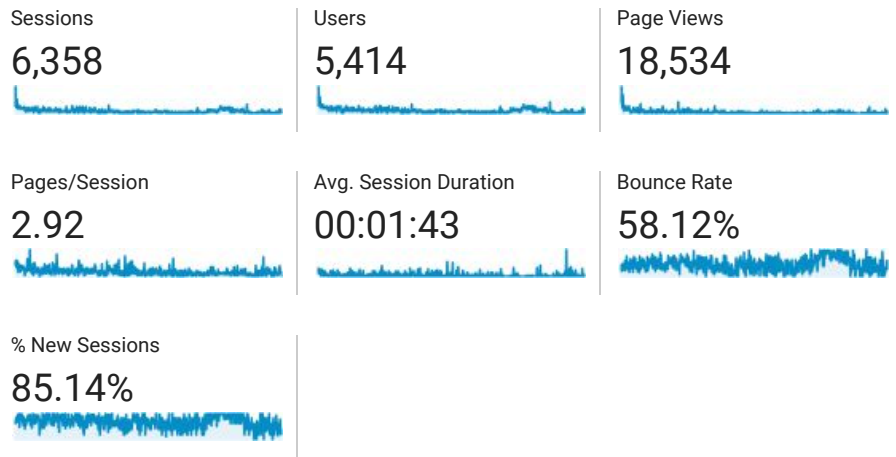 Sessions
6,358
Users
5,414
Page Views
18,534
Pages/Session
2.92
Avg. Session Duration
00:01:43
Bounce Rate
58.12%
% New Sessions
85.14%